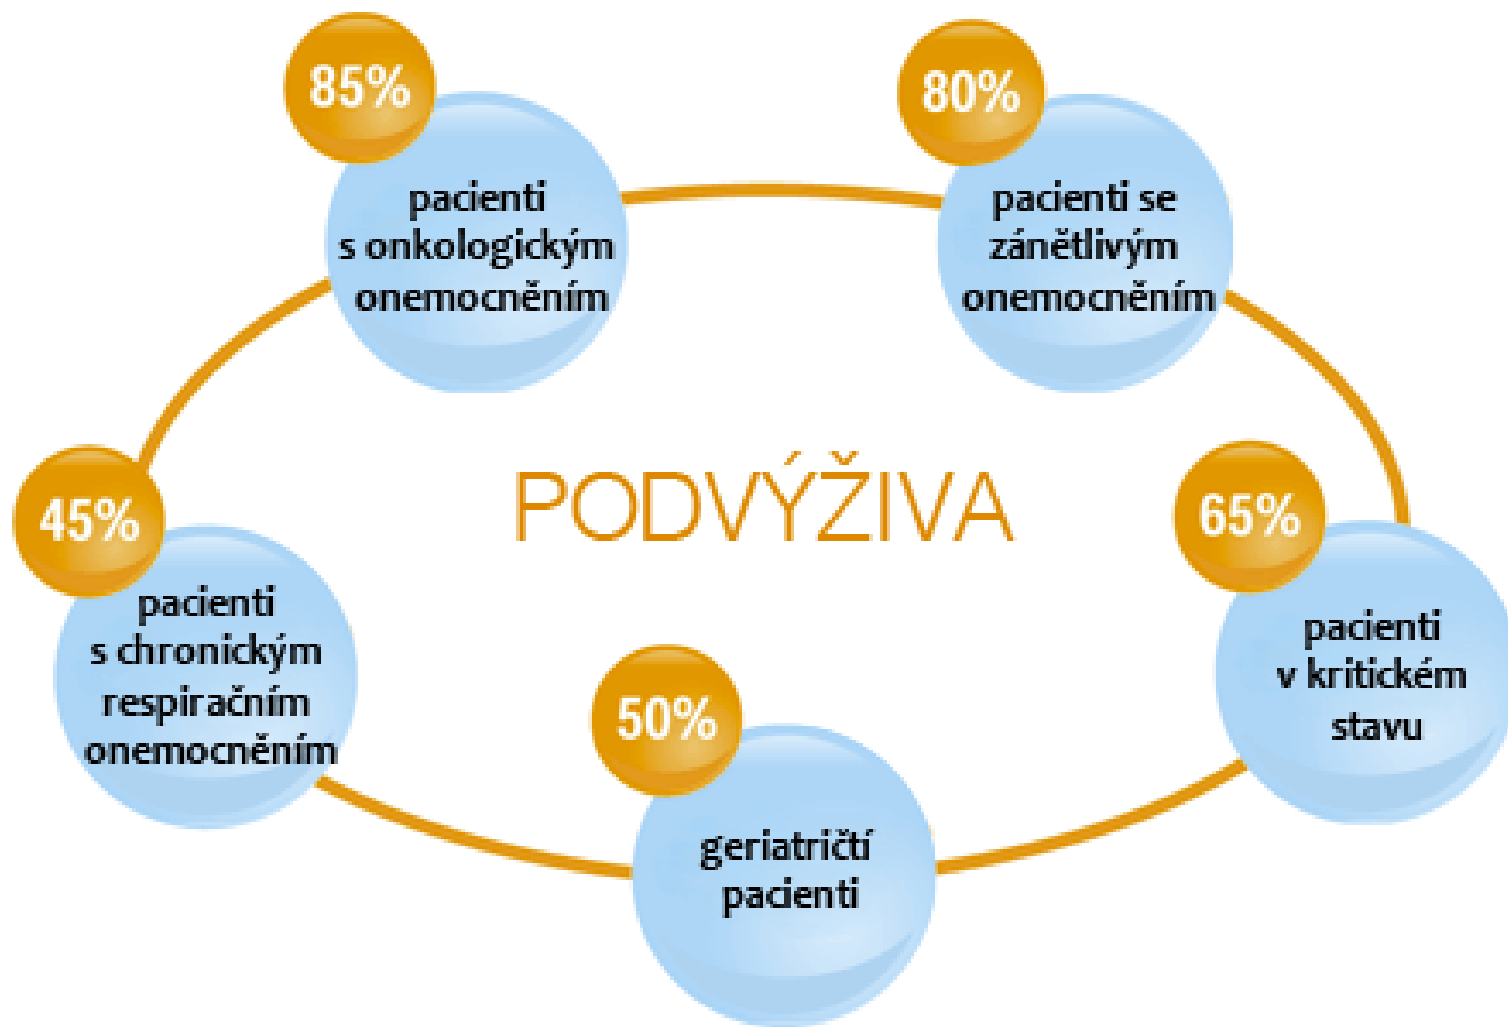 85%
pacienti
s onkologickým
onemocněním
80%
pacienti se
zánětlivým
onemocněním
PODVÝŽIVA
45%
pacienti
s chronickým
respiračním
onemocněním
65%
pacienti
v kritickém
stavu
50%
geriatričtí
pacienti